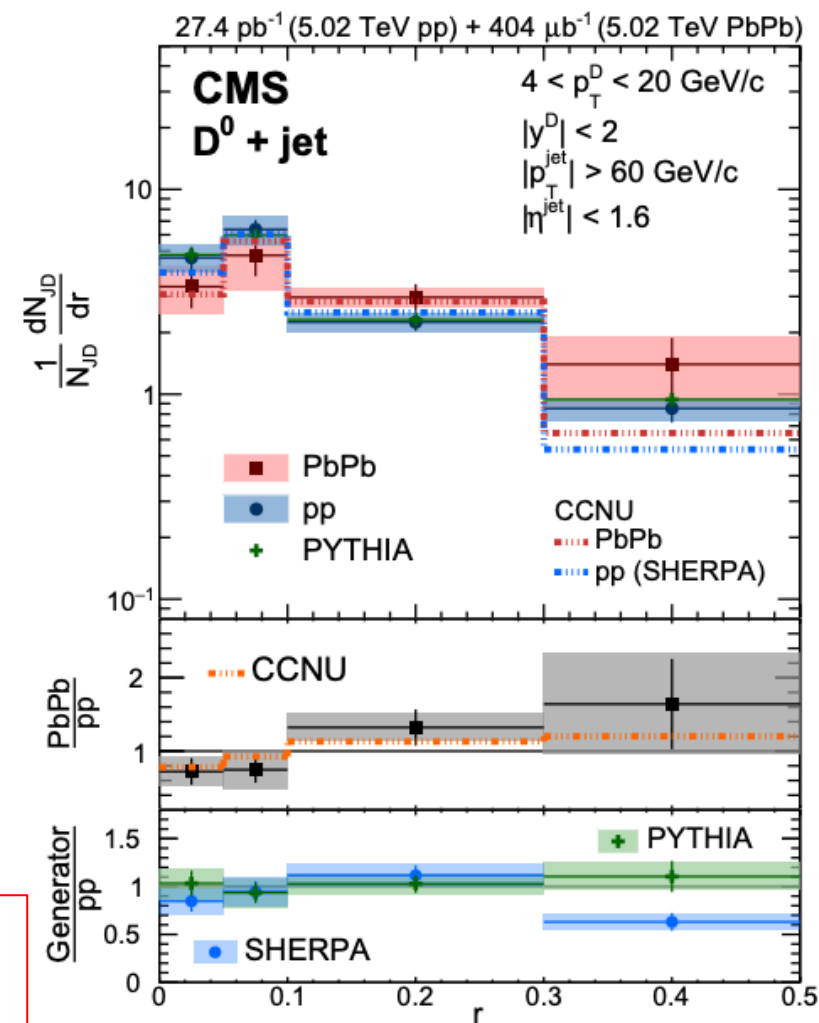 27.4 pb⁻¹ (5.02 TeV pp) + 404 μb⁻¹ (5.02 TeV PbPb)
CMS
D⁰ + jet
4 < p_T^D < 20 GeV/c
|y^D| < 2
|p_T^jet| > 60 GeV/c
|η^jet| < 1.6
10
1
10⁻¹
1/N_JD dN_JD/dr
PbPb
pp
PYTHIA
CCNU
PbPb
pp (SHERPA)
PbPb/pp
2
1
CCNU
Generator/pp
1.5
1
0.5
0
PYTHIA
SHERPA
0 0.1 0.2 0.3 0.4 0.5
r